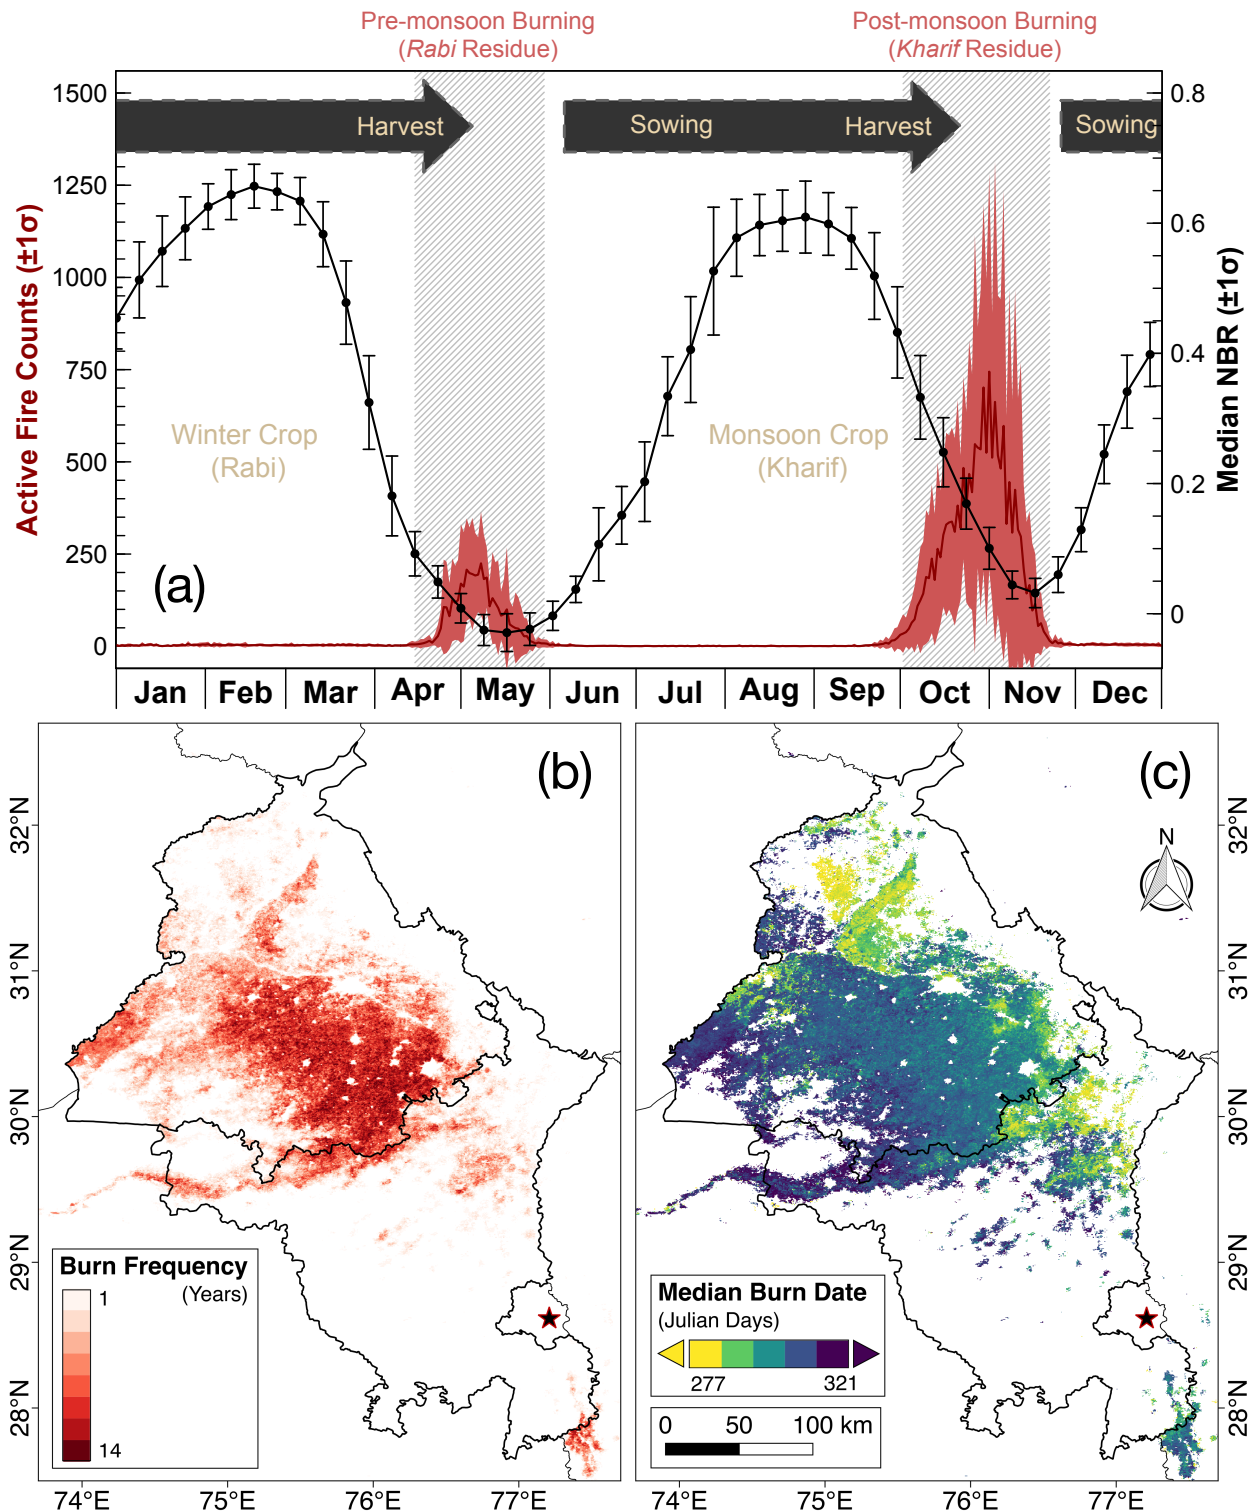 Pre-monsoon Burning
(Rabi Residue)
Post-monsoon Burning
(Kharif Residue)
1500
1250
1000
750
500
250
0
Active Fire Counts (±1σ)
0.8
0.6
0.4
0.2
0
Median NBR (±1σ)
Harvest
Sowing
Harvest
Sowing
Winter Crop
(Rabi)
Monsoon Crop
(Kharif)
(a)
Jan Feb Mar Apr May Jun Jul Aug Sep Oct Nov Dec
(b)
32°N
31°N
30°N
29°N
28°N
Burn Frequency
(Years)
1
14
74°E 75°E 76°E 77°E
(c)
N
32°N
31°N
30°N
29°N
28°N
Median Burn Date
(Julian Days)
277 321
0 50 100 km
74°E 75°E 76°E 77°E